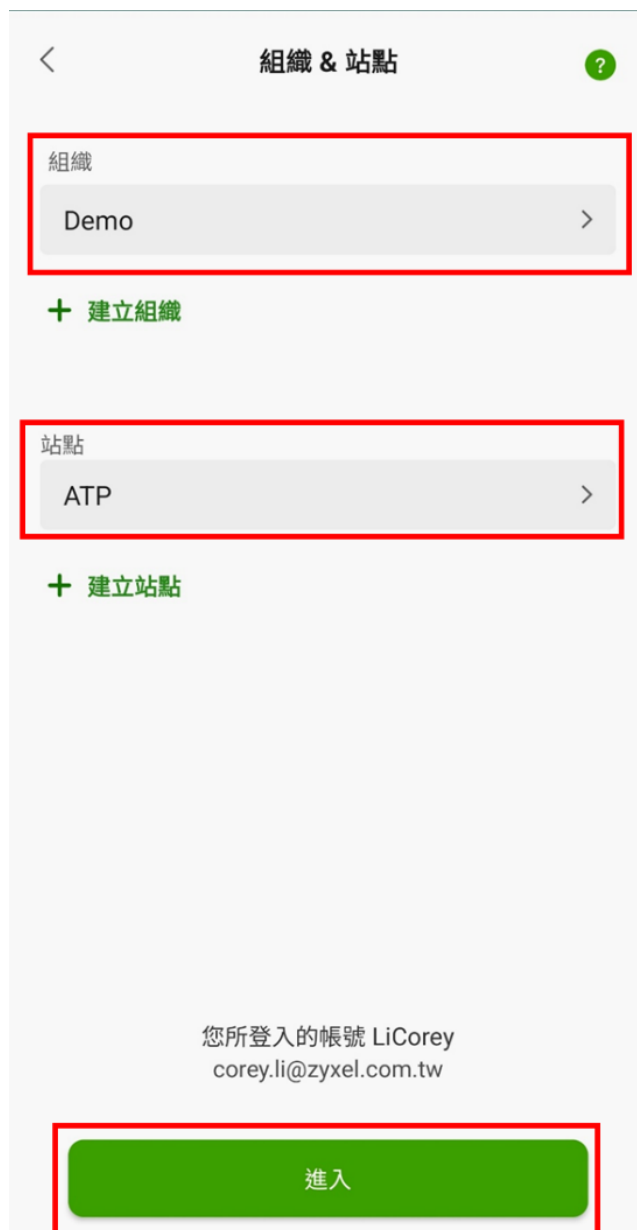 組織 & 站點
?
組織
Demo
建立組織
站點
ATP
建立站點
您所登入的帳號 LiCorey
corey.li@zyxel.com.tw
進入